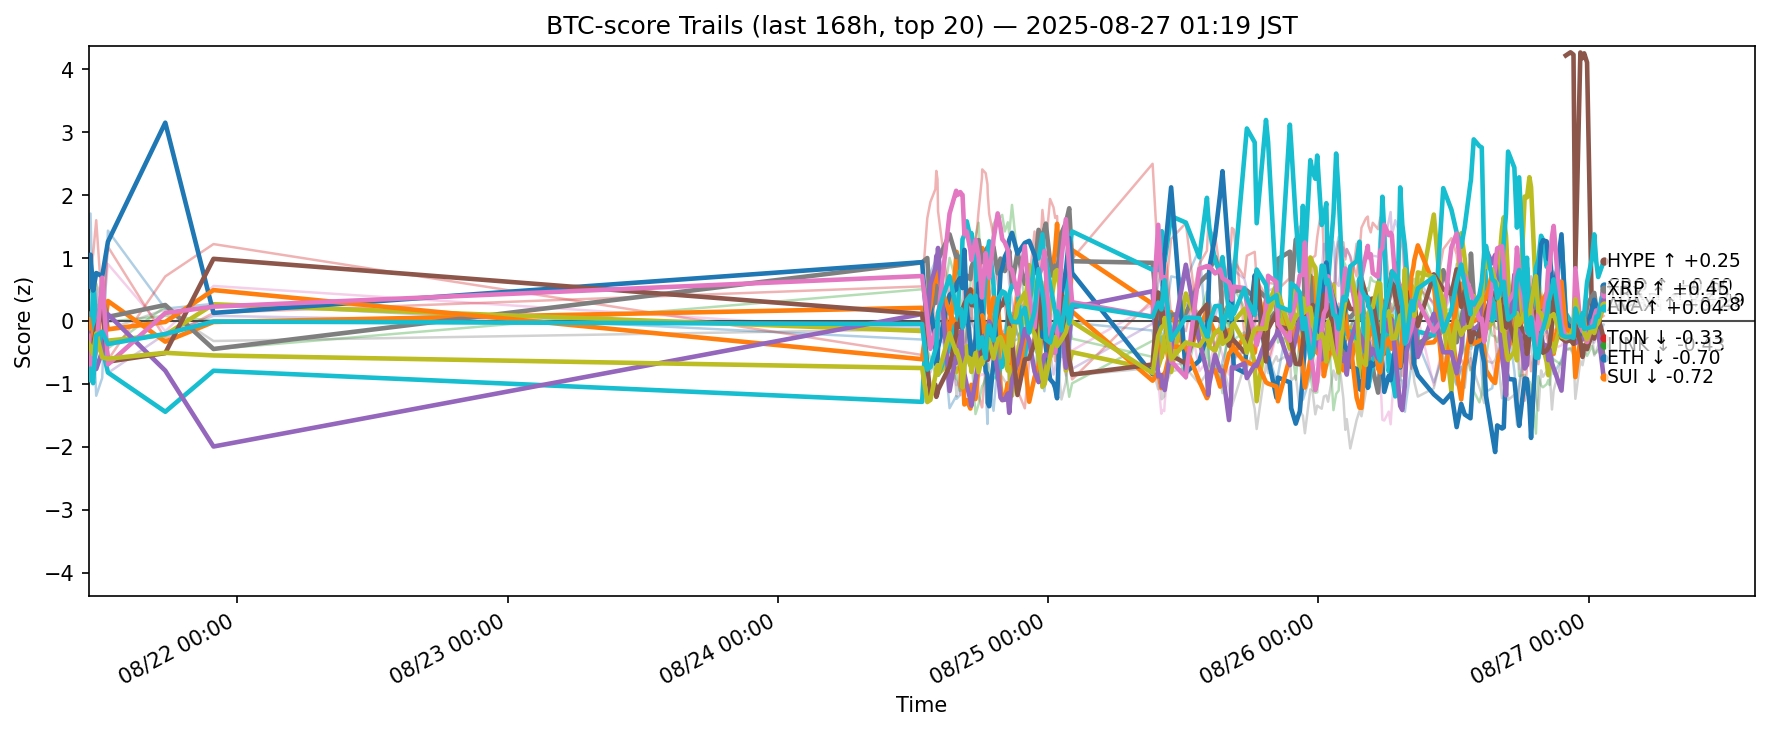 BTC-score Trails (last 168h, top 20) — 2025-08-27 01:19 JST
Score (z)
4
3
2
1
0
−1
−2
−3
−4
HYPE ↑ +0.25
XRP ↑ +0.45
LTC ↑ +0.04
TON ↓ -0.33
ETH ↓ -0.70
SUI ↓ -0.72
08/22 00:00
08/23 00:00
08/24 00:00
08/25 00:00
08/26 00:00
08/27 00:00
Time